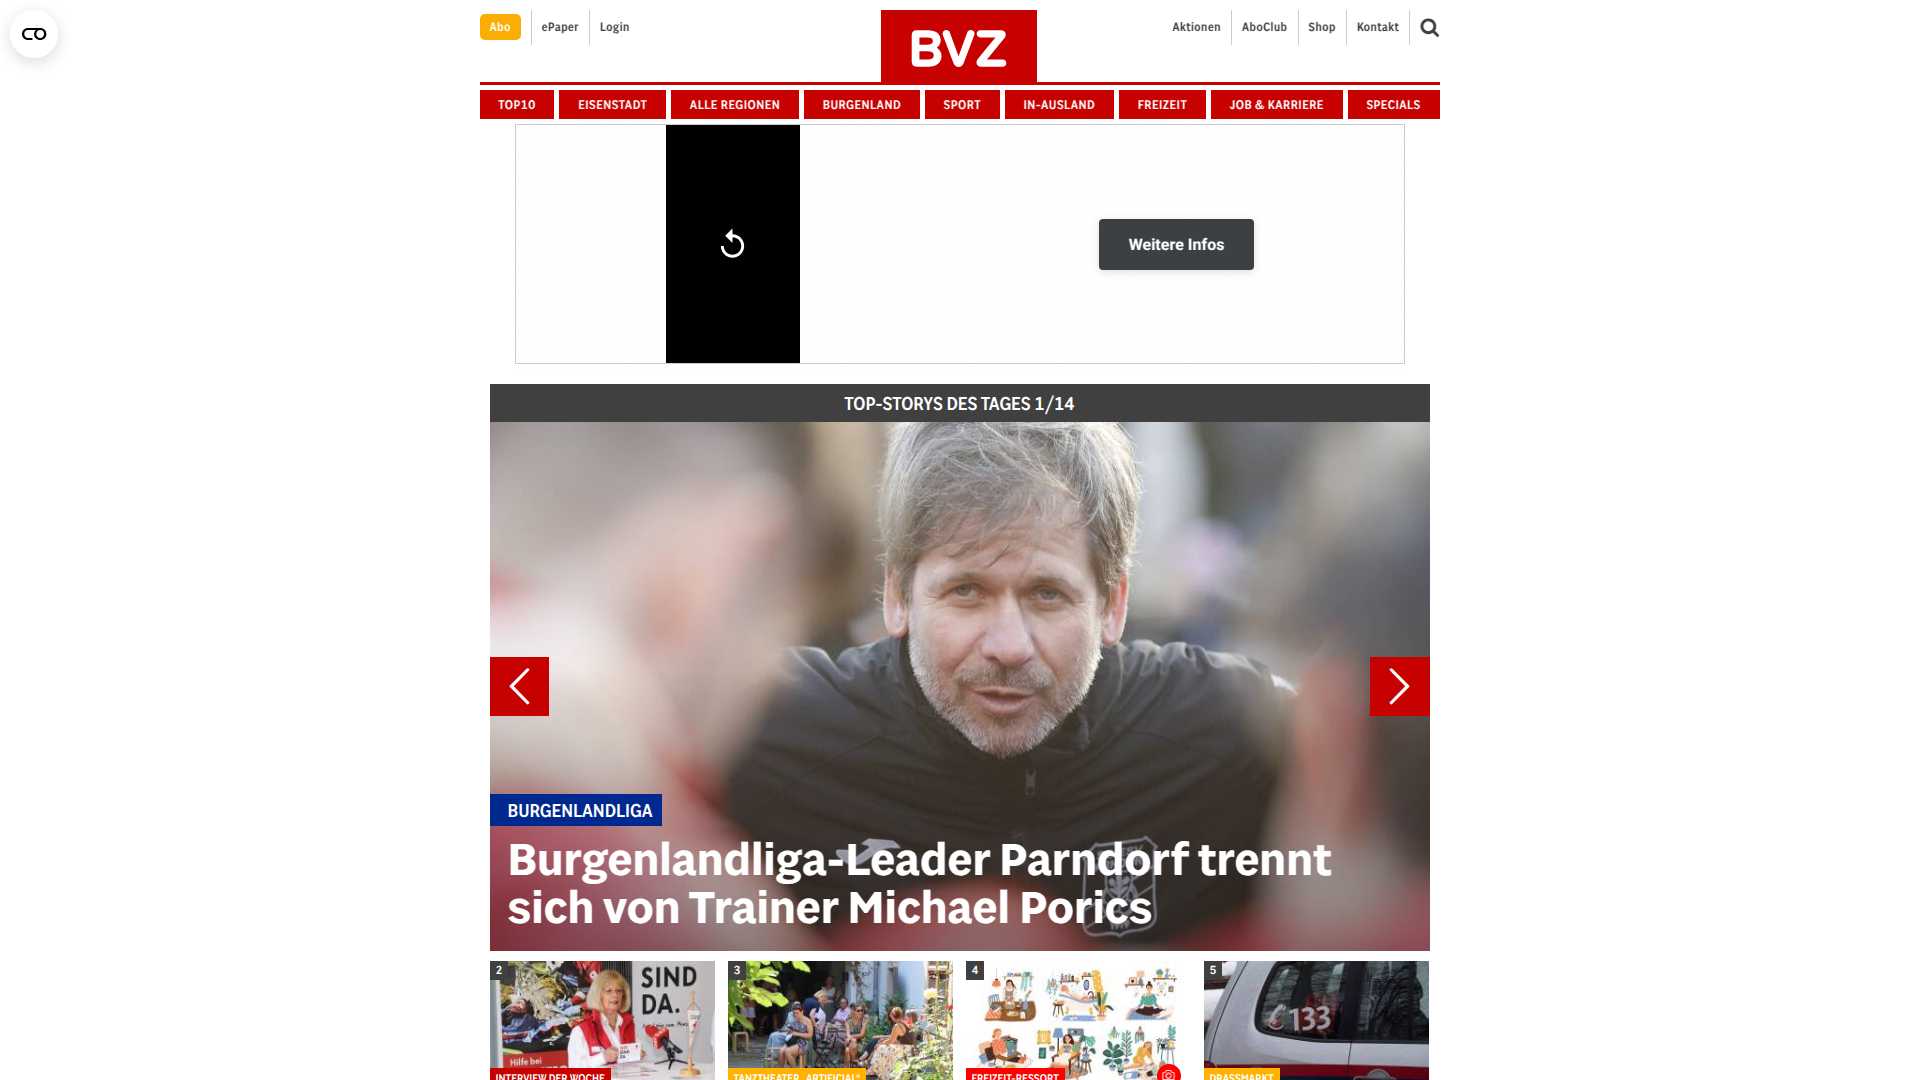 Abo
ePaper
Login
BVZ
Aktionen
AboClub
Shop
Kontakt
TOP10
EISENSTADT
ALLE REGIONEN
BURGENLAND
SPORT
IN-AUSLAND
FREIZEIT
JOB & KARRIERE
SPECIALS
Weitere Infos
TOP-STORYS DES TAGES 1/14
BURGENLANDLIGA
Burgenlandliga-Leader Parndorf trennt
sich von Trainer Michael Porics
2
SIND
DA.
Hilfe bei
INTERVIEW DER WOCHE
3
TANZTHEATER „ARTIFICIAL“
4
FREIZEIT-RESSORT
5
133
DRASSMARKT